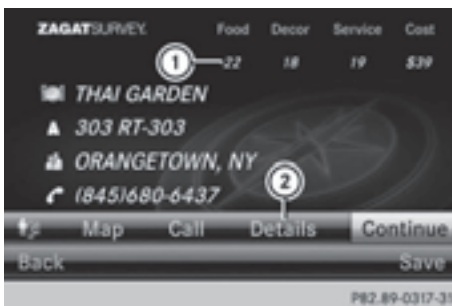 ZAGATSURVEY. Food Decor Service Cost
1 22 18 19 $39
THAI GARDEN
303 RT-303
ORANGETOWN, NY
(845)680-6437
2
Map Call Details Continue
Back Save
P82.89-0317-31